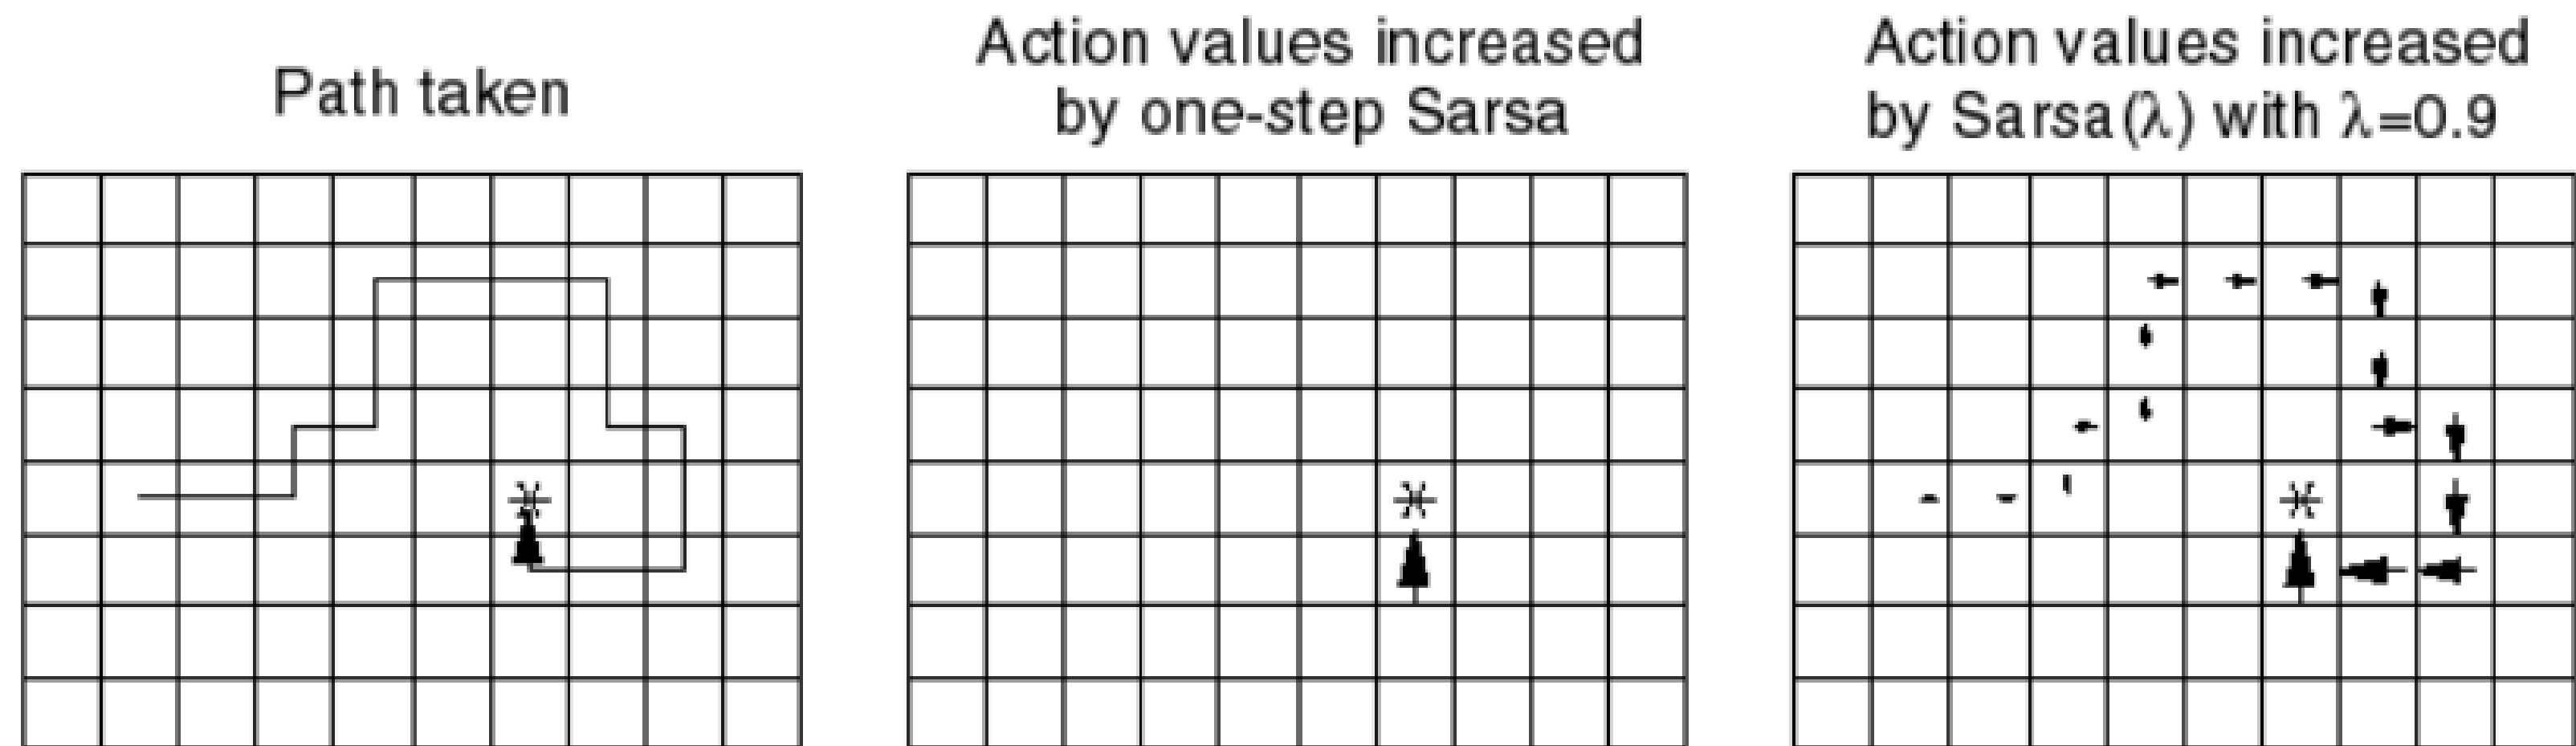 Path taken
Action values increased
by one-step Sarsa
Action values increased
by Sarsa(λ) with λ=0.9